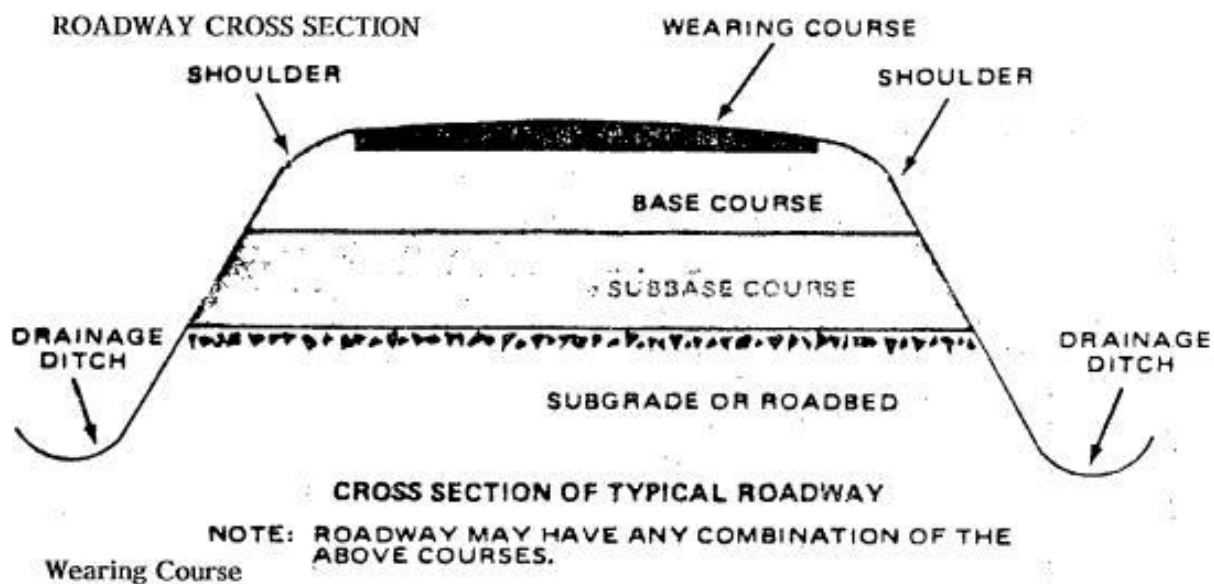 ROADWAY CROSS SECTION
WEARING COURSE
SHOULDER
SHOULDER
BASE COURSE
SUBBASE COURSE
DRAINAGE
DITCH
DRAINAGE
DITCH
SUBGRADE OR ROADBED
CROSS SECTION OF TYPICAL ROADWAY
NOTE: ROADWAY MAY HAVE ANY COMBINATION OF THE
ABOVE COURSES.
Wearing Course